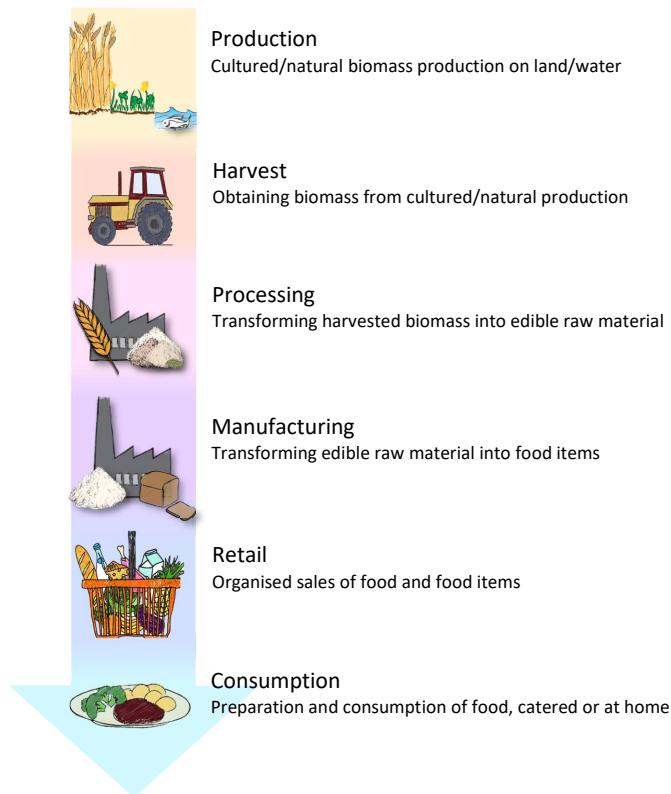 Production
Cultured/natural biomass production on land/water
Harvest
Obtaining biomass from cultured/natural production
Processing
Transforming harvested biomass into edible raw material
Manufacturing
Transforming edible raw material into food items
Retail
Organised sales of food and food items
Consumption
Preparation and consumption of food, catered or at home